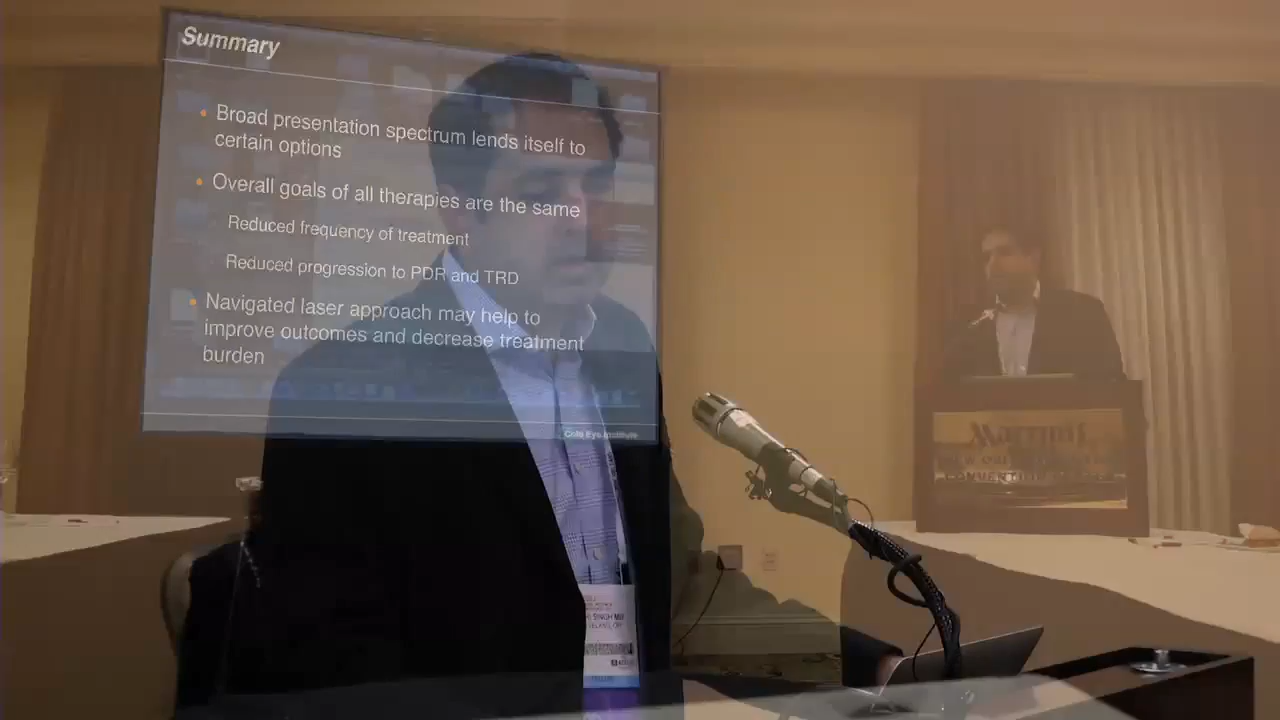 Summary
Broad presentation spectrum lends itself to
certain options
Overall goals of all therapies are the same
Reduced frequency of treatment
Reduced progression to PDR and TRD
Navigated laser approach may help to
improve outcomes and decrease treatment
burden
Cole Eye Institute
Marriott
CONVENTION
SINGH